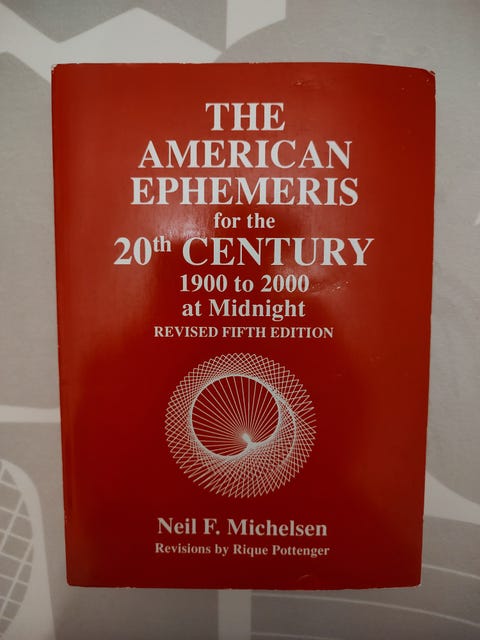 THE
AMERICAN
EPHEMERIS
for the
20th CENTURY
1900 to 2000
at Midnight
REVISED FIFTH EDITION
Neil F. Michelsen
Revisions by Rique Pottenger